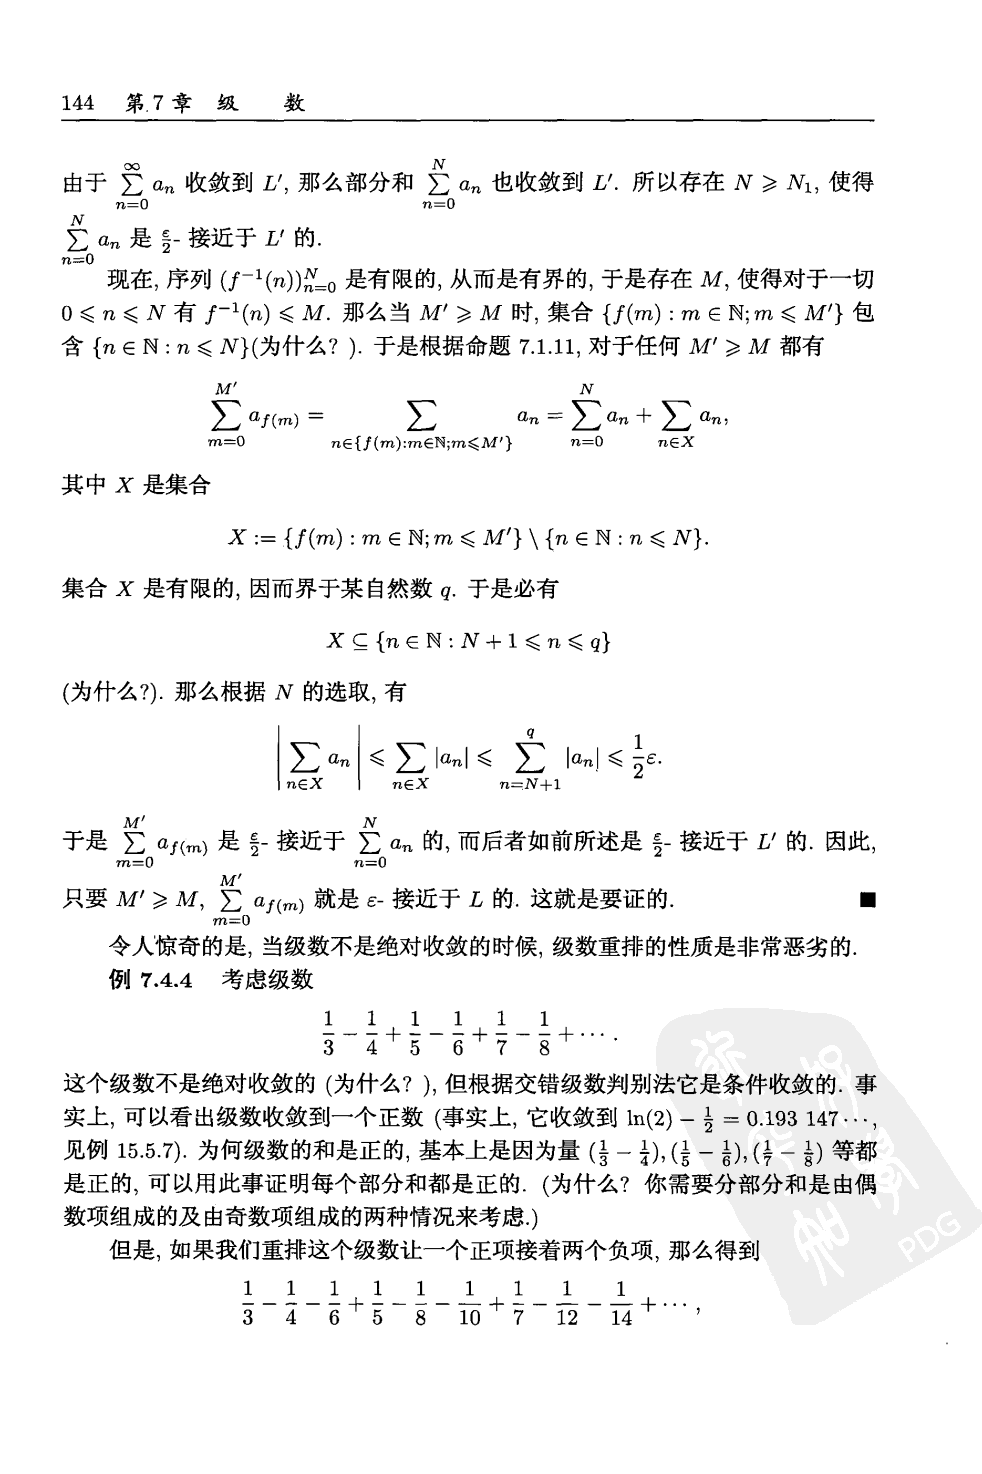 144 第7章 级 数
由于 $\sum_{n=0}^{\infty} a_n$ 收敛到 $L'$, 那么部分和 $\sum_{n=0}^{N} a_n$ 也收敛到 $L'$. 所以存在 $N \geqslant N_1$, 使得
$\sum_{n=0}^{N} a_n$ 是 $\frac{\varepsilon}{2}$- 接近于 $L'$ 的.
现在, 序列 $(f^{-1}(n))_{n=0}^{N}$ 是有限的, 从而是有界的, 于是存在 $M$, 使得对于一切
$0 \leqslant n \leqslant N$ 有 $f^{-1}(n) \leqslant M$. 那么当 $M' \geqslant M$ 时, 集合 $\{f(m) : m \in \mathbb{N}; m \leqslant M'\}$ 包
含 $\{n \in \mathbb{N} : n \leqslant N\}$(为什么? ). 于是根据命题 7.1.11, 对于任何 $M' \geqslant M$ 都有
$\sum_{m=0}^{M'} a_{f(m)} = \sum_{n \in \{f(m):m \in \mathbb{N};m \leqslant M'\}} a_n = \sum_{n=0}^{N} a_n + \sum_{n \in X} a_n,$
其中 $X$ 是集合
$X := \{f(m) : m \in \mathbb{N}; m \leqslant M'\} \setminus \{n \in \mathbb{N} : n \leqslant N\}.$
集合 $X$ 是有限的, 因而界于某自然数 $q$. 于是必有
$X \subseteq \{n \in \mathbb{N} : N + 1 \leqslant n \leqslant q\}$
(为什么?). 那么根据 $N$ 的选取, 有
$\left| \sum_{n \in X} a_n \right| \leqslant \sum_{n \in X} |a_n| \leqslant \sum_{n=N+1}^{q} |a_n| \leqslant \frac{1}{2}\varepsilon.$
于是 $\sum_{m=0}^{M'} a_{f(m)}$ 是 $\frac{\varepsilon}{2}$- 接近于 $\sum_{n=0}^{N} a_n$ 的, 而后者如前所述是 $\frac{\varepsilon}{2}$- 接近于 $L'$ 的. 因此,
只要 $M' \geqslant M$, $\sum_{m=0}^{M'} a_{f(m)}$ 就是 $\varepsilon$- 接近于 $L$ 的. 这就是要证的. ■
令人惊奇的是, 当级数不是绝对收敛的时候, 级数重排的性质是非常恶劣的.
例 7.4.4 考虑级数
$\frac{1}{3} - \frac{1}{4} + \frac{1}{5} - \frac{1}{6} + \frac{1}{7} - \frac{1}{8} + \cdots.$
这个级数不是绝对收敛的 (为什么? ), 但根据交错级数判别法它是条件收敛的. 事
实上, 可以看出级数收敛到一个正数 (事实上, 它收敛到 $\ln(2) - \frac{1}{2} = 0.193\ 147\cdots$,
见例 15.5.7). 为何级数的和是正的, 基本上是因为量 $(\frac{1}{3} - \frac{1}{4}),(\frac{1}{5} - \frac{1}{6}),(\frac{1}{7} - \frac{1}{8})$ 等都
是正的, 可以用此事证明每个部分和都是正的. (为什么? 你需要分部分和是由偶
数项组成的及由奇数项组成的两种情况来考虑.)
但是, 如果我们重排这个级数让一个正项接着两个负项, 那么得到
$\frac{1}{3} - \frac{1}{4} - \frac{1}{6} + \frac{1}{5} - \frac{1}{8} - \frac{1}{10} + \frac{1}{7} - \frac{1}{12} - \frac{1}{14} + \cdots,$
PDG